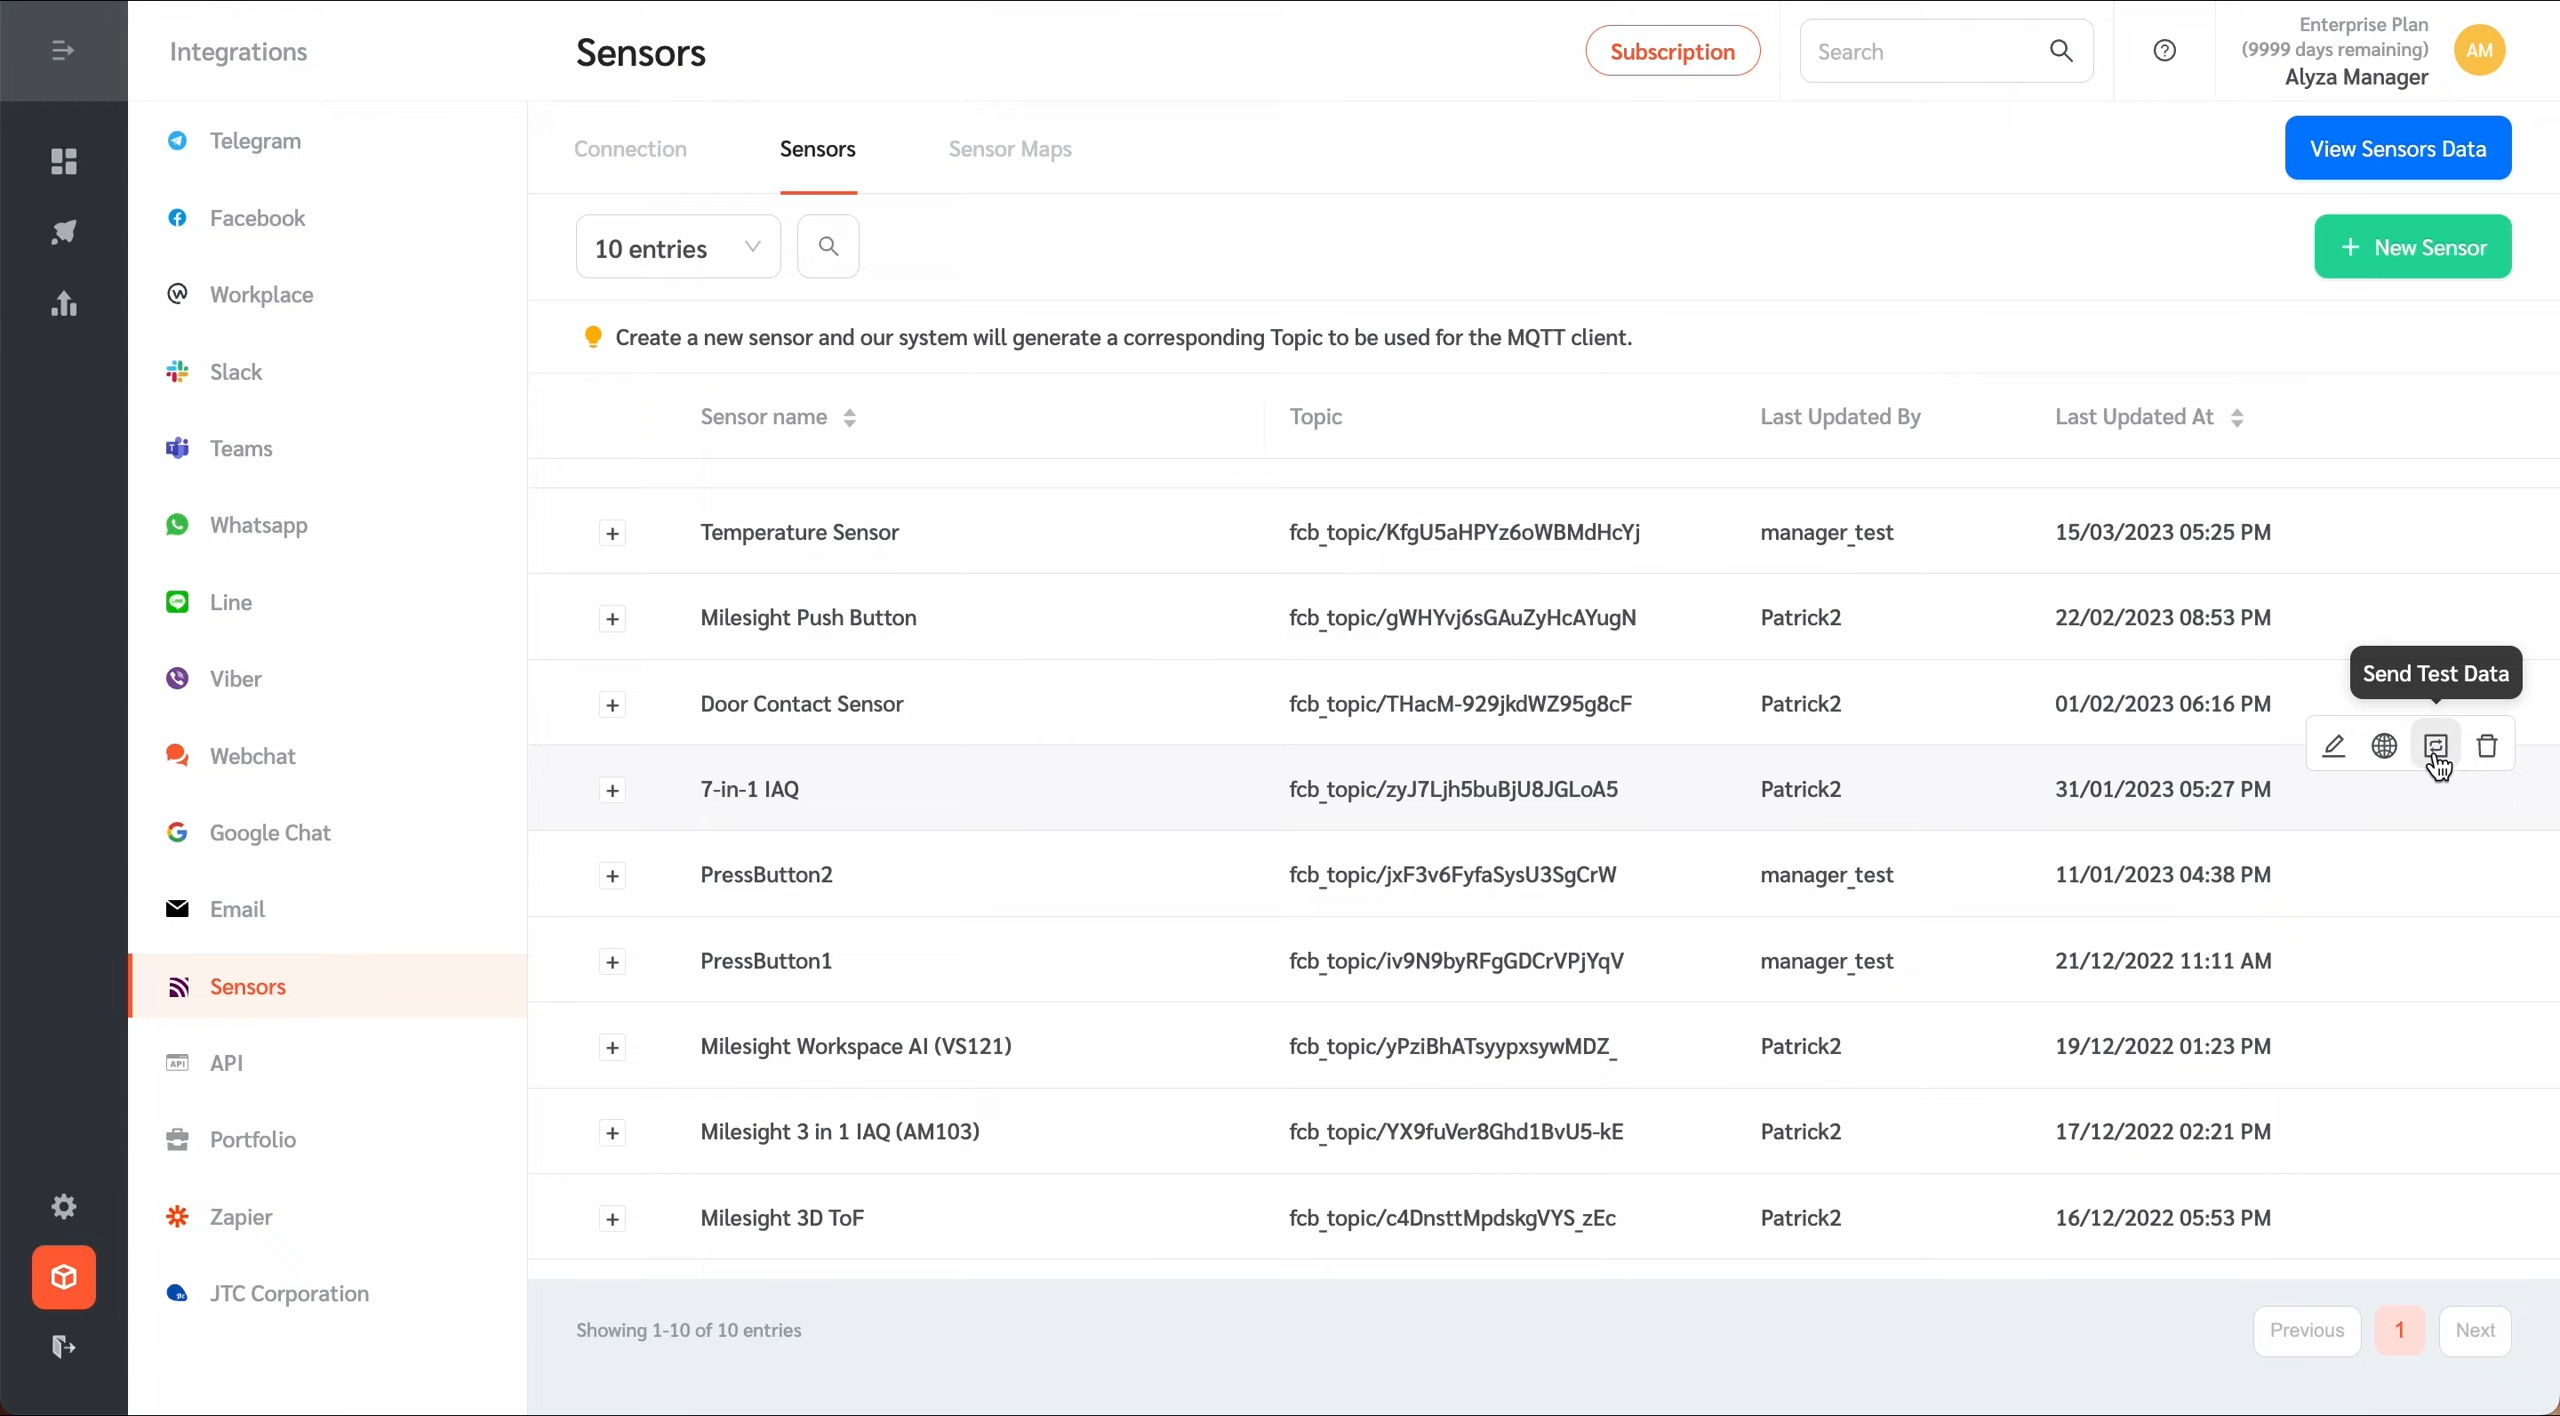 Integrations
Sensors
Subscription
Search
Enterprise Plan
(9999 days remaining)
Alyza Manager
AM
Telegram
Facebook
Workplace
Slack
Teams
Whatsapp
Line
Viber
Webchat
Google Chat
Email
Sensors
API
Portfolio
Zapier
JTC Corporation
Connection
Sensors
Sensor Maps
View Sensors Data
10 entries
+ New Sensor
Create a new sensor and our system will generate a corresponding Topic to be used for the MQTT client.
Sensor name Topic Last Updated By Last Updated At
+ Temperature Sensor fcb_topic/KfgU5aHPYz6oWBMdHcYj manager_test 15/03/2023 05:25 PM
+ Milesight Push Button fcb_topic/gWHYvj6sGAuZyHcAYugN Patrick2 22/02/2023 08:53 PM
Send Test Data
+ Door Contact Sensor fcb_topic/THacM-929jkdWZ95g8cF Patrick2 01/02/2023 06:16 PM
+ 7-in-1 IAQ fcb_topic/zyJ7Ljh5buBjU8JGLoA5 Patrick2 31/01/2023 05:27 PM
+ PressButton2 fcb_topic/jxF3v6FyfaSysU3SgCrW manager_test 11/01/2023 04:38 PM
+ PressButton1 fcb_topic/iv9N9byRFgGDCrVPjYqV manager_test 21/12/2022 11:11 AM
+ Milesight Workspace AI (VS121) fcb_topic/yPziBhATsyypxsywMDZ_ Patrick2 19/12/2022 01:23 PM
+ Milesight 3 in 1 IAQ (AM103) fcb_topic/YX9fuVer8Ghd1BvU5-kE Patrick2 17/12/2022 02:21 PM
+ Milesight 3D ToF fcb_topic/c4DnsttMpdskgVYS_zEc Patrick2 16/12/2022 05:53 PM
Showing 1-10 of 10 entries
Previous 1 Next